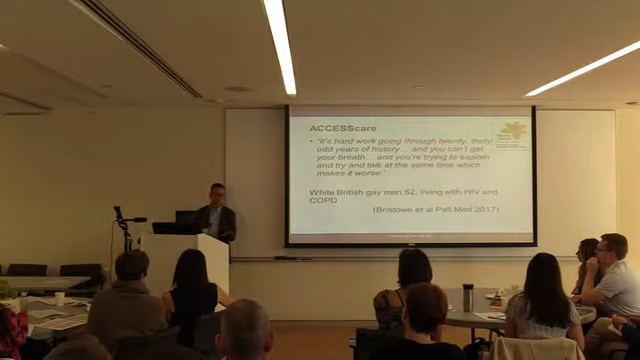 ACCESScare
• "it's hard work going through twenty, thirty
odd years of history… and you can't get
your breath… and you're trying to explain
and try and talk at the same time which
makes it worse.'
White British gay man 52, living with HIV and
COPD
(Bristowe et al Pall Med 2017)